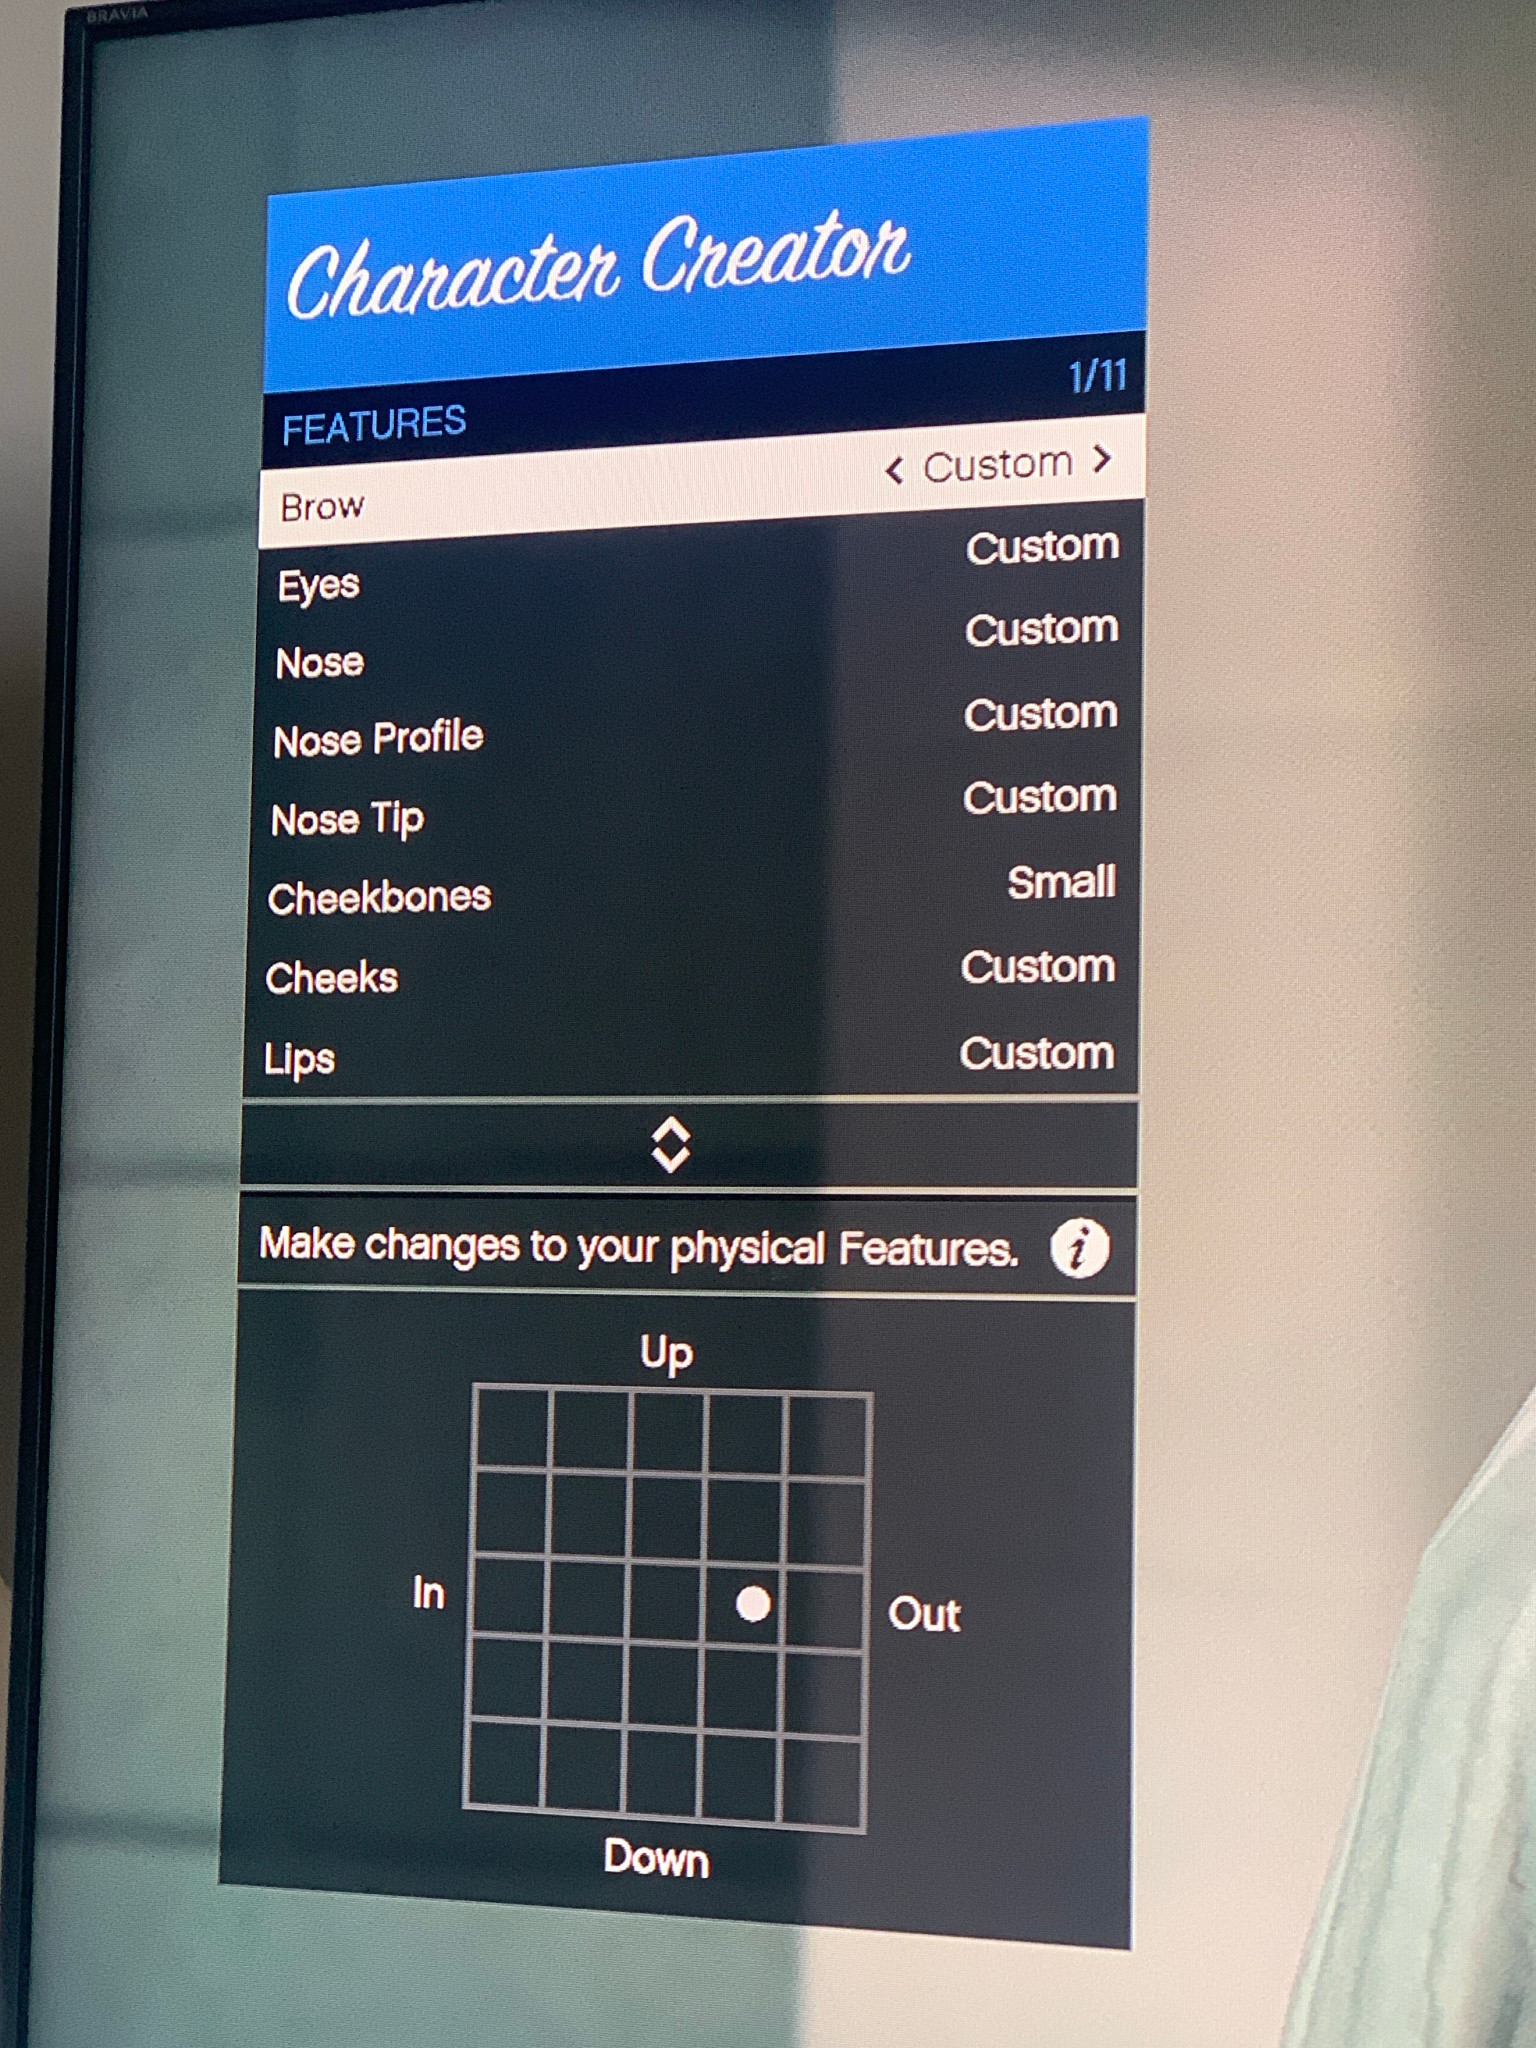 BRAVIA
Character Creator
FEATURES 1/11
Brow < Custom >
Eyes Custom
Nose Custom
Nose Profile Custom
Nose Tip Custom
Cheekbones Small
Cheeks Custom
Lips Custom
Make changes to your physical Features. i
Up
In Out
Down